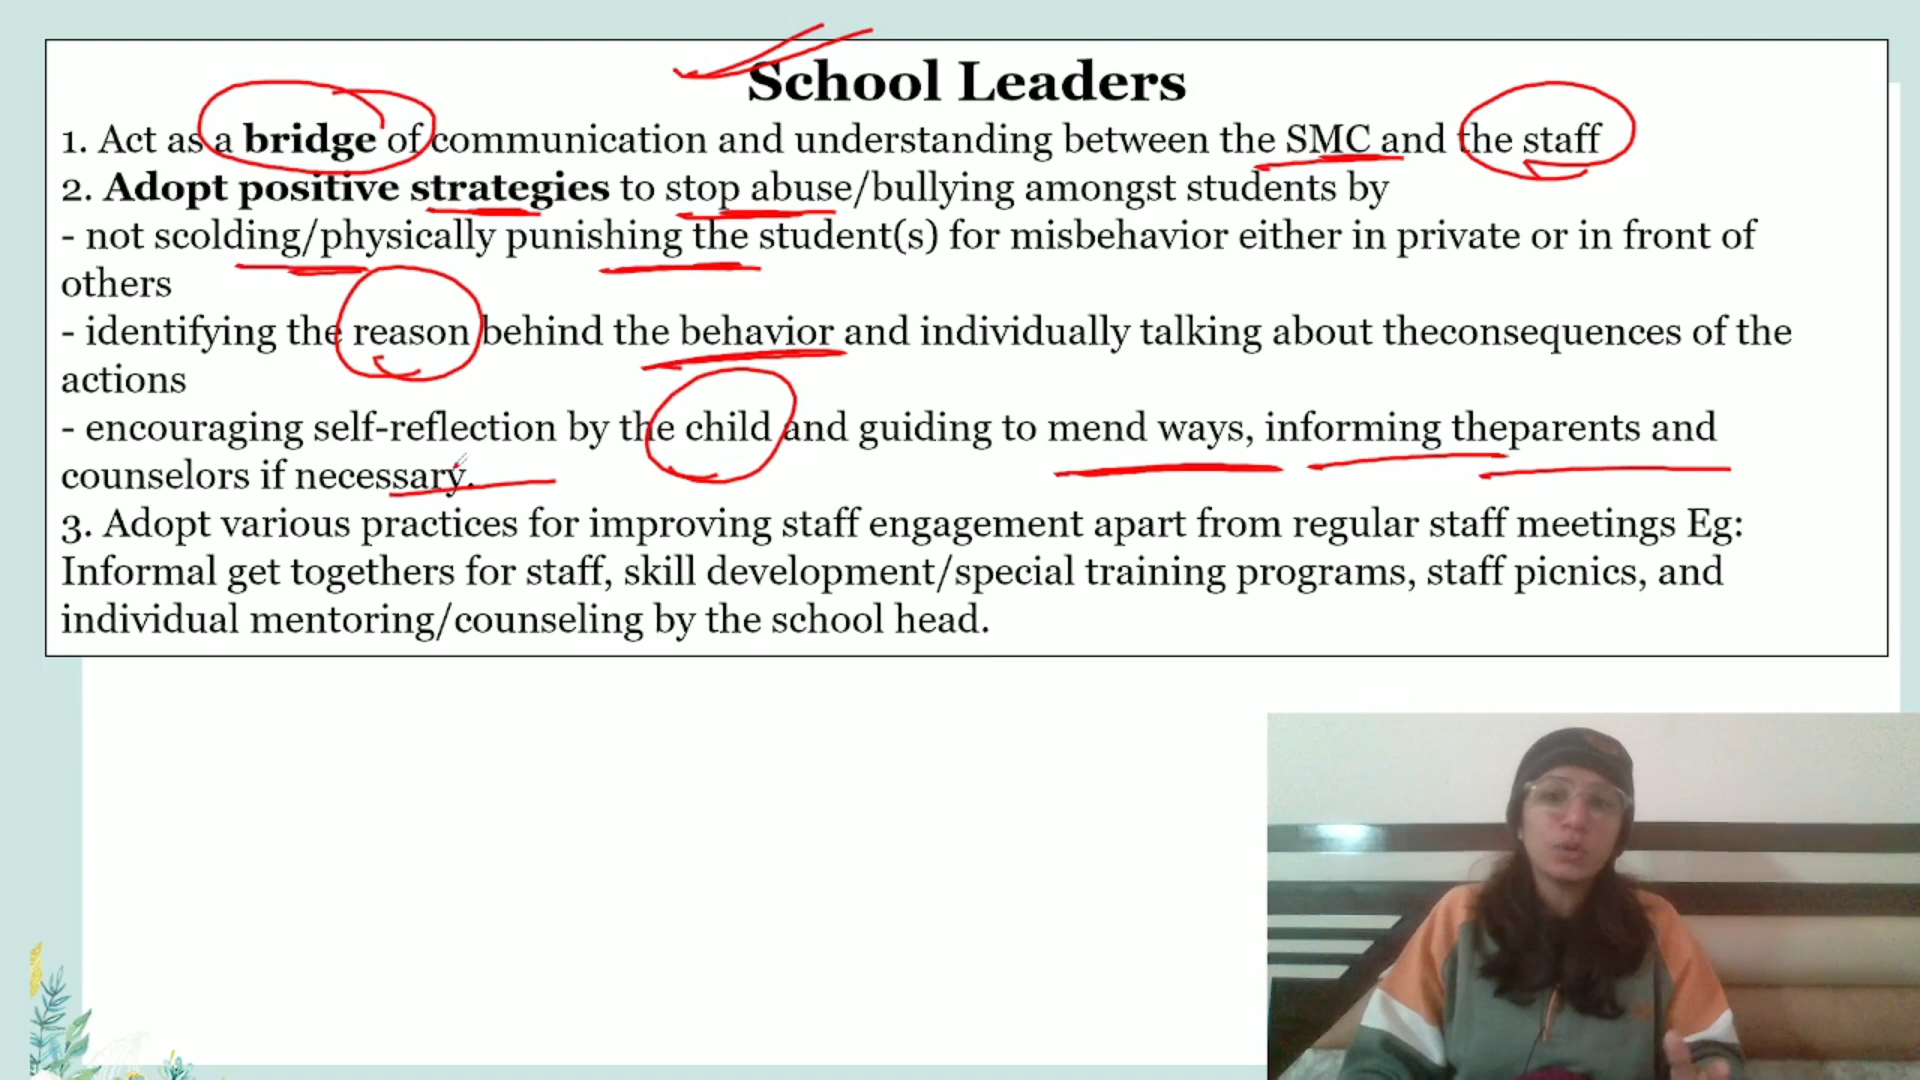 School Leaders
1. Act as a bridge of communication and understanding between the SMC and the staff
2. Adopt positive strategies to stop abuse/bullying amongst students by
- not scolding/physically punishing the student(s) for misbehavior either in private or in front of
others
- identifying the reason behind the behavior and individually talking about theconsequences of the
actions
- encouraging self-reflection by the child and guiding to mend ways, informing theparents and
counselors if necessary.
3. Adopt various practices for improving staff engagement apart from regular staff meetings Eg:
Informal get togethers for staff, skill development/special training programs, staff picnics, and
individual mentoring/counseling by the school head.